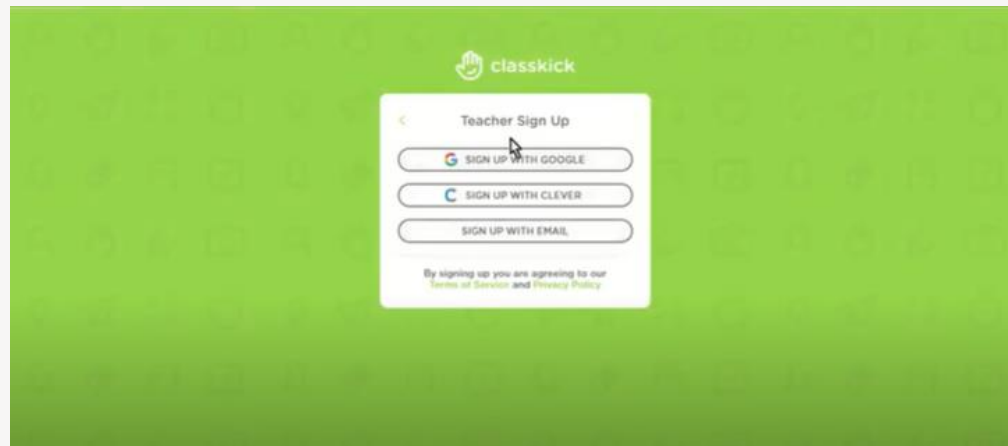 classkick
Teacher Sign Up
SIGN UP WITH GOOGLE
SIGN UP WITH CLEVER
SIGN UP WITH EMAIL
By signing up you are agreeing to our
Terms of Service and Privacy Policy